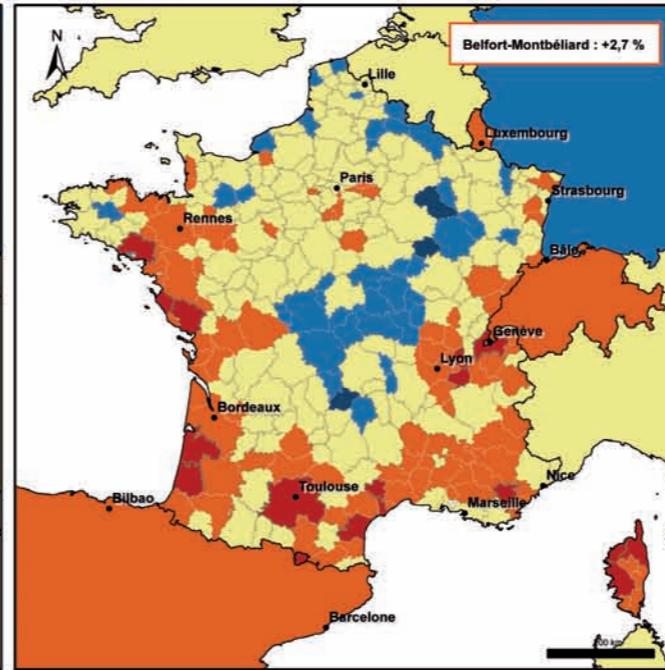 Belfort-Montbéliard : +2,7 %
N
Lille
Luxembourg
Paris
Strasbourg
Rennes
Bâle
Genève
Lyon
Bordeaux
Toulouse
Nice
Marseille
Bilbao
Barcelone